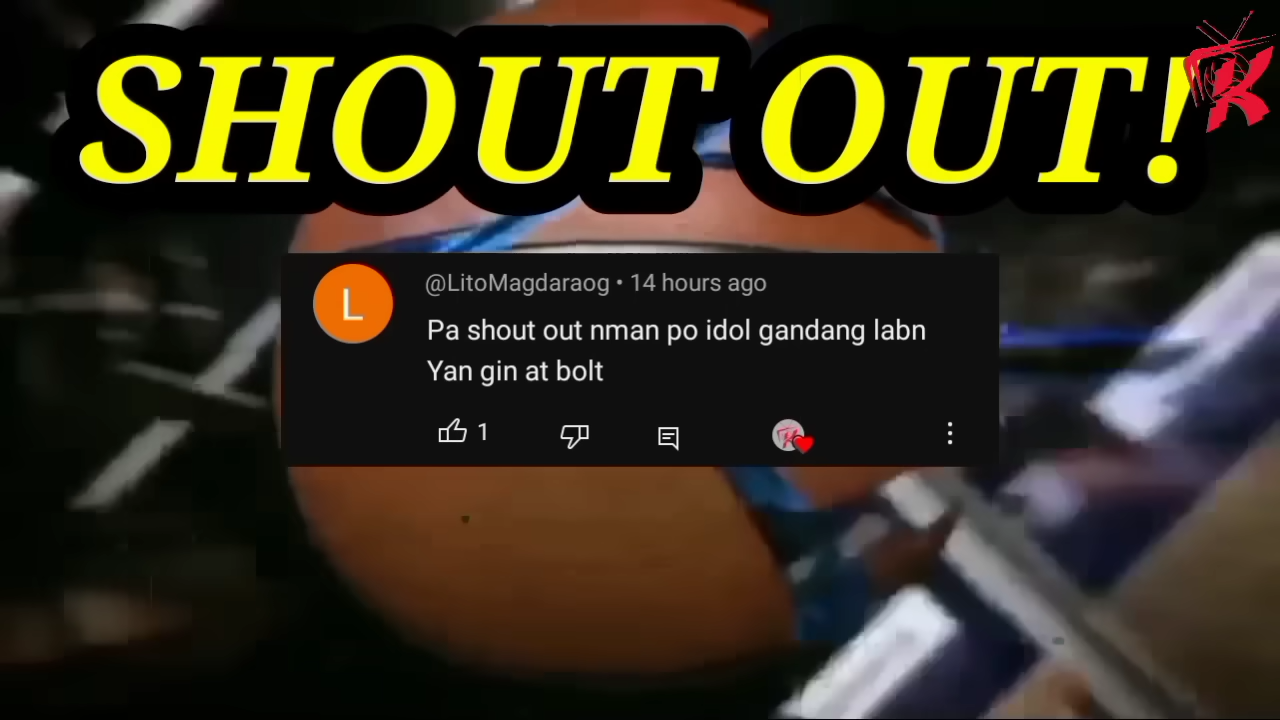 SHOUT OUT!
L
@LitoMagdaraog • 14 hours ago
Pa shout out nman po idol gandang labn
Yan gin at bolt
1